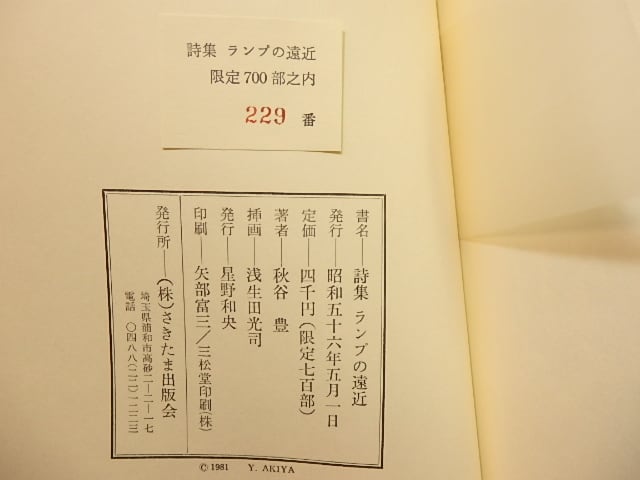 詩集 ランプの遠近
限定700部之内
229 番
書名―詩集 ランプの遠近
発行―昭和五十六年五月一日
定価―四千円(限定七百部)
著者―秋谷 豊
挿画―浅生田光司
発行―星野和央
印刷―矢部富三/三松堂印刷(株)
発行所―(株)さきたま出版会
埼玉県浦和市高砂二―二―一七
電話 〇四八八(二二)一二二三
© 1981 Y. AKIYA